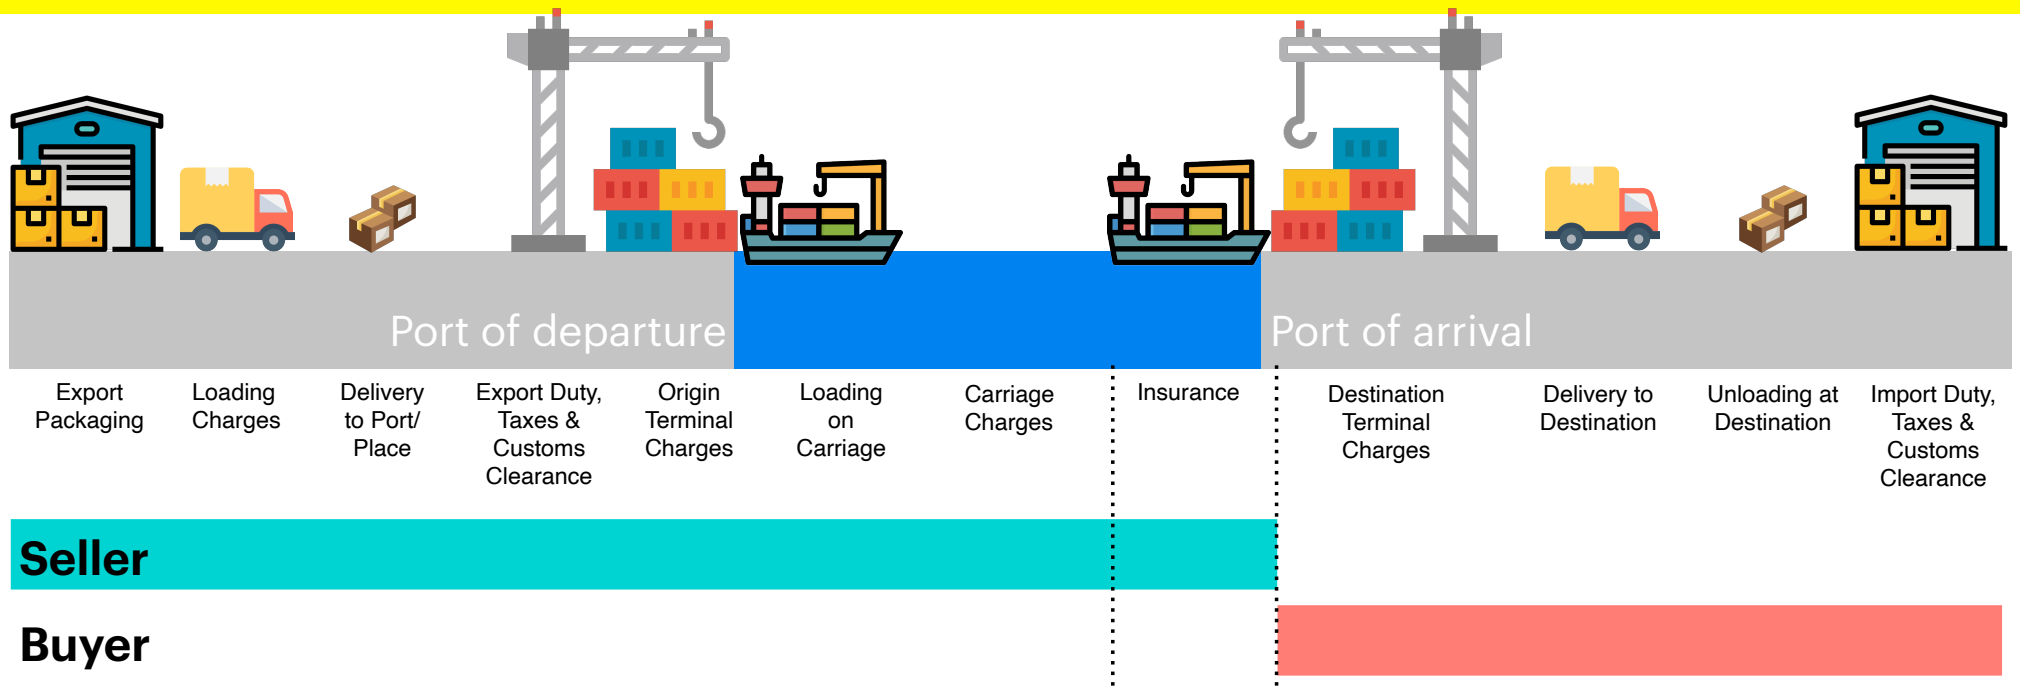 Port of departure
Port of arrival
Export
Packaging
Loading
Charges
Delivery
to Port/
Place
Export Duty,
Taxes &
Customs
Clearance
Origin
Terminal
Charges
Loading
on
Carriage
Carriage
Charges
Insurance
Destination
Terminal
Charges
Delivery to
Destination
Unloading at
Destination
Import Duty,
Taxes &
Customs
Clearance
Seller
Buyer